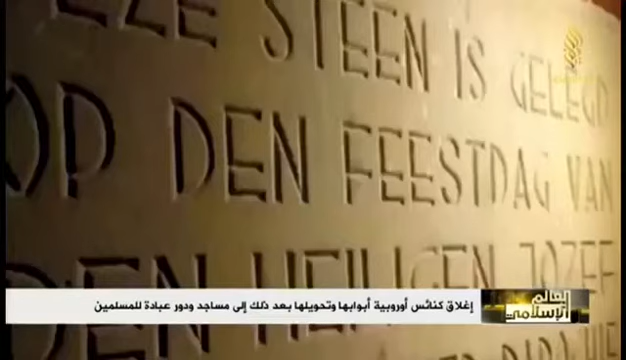 EZE STEEN IS GELEGD
OP DEN FEESTDAG VAN
DEN HEILIGEN JOZEF
العالم
الإسلامي
إغلاق كنائس أوروبية أبوابها وتحويلها بعد ذلك إلى مساجد ودور عبادة للمسلمين